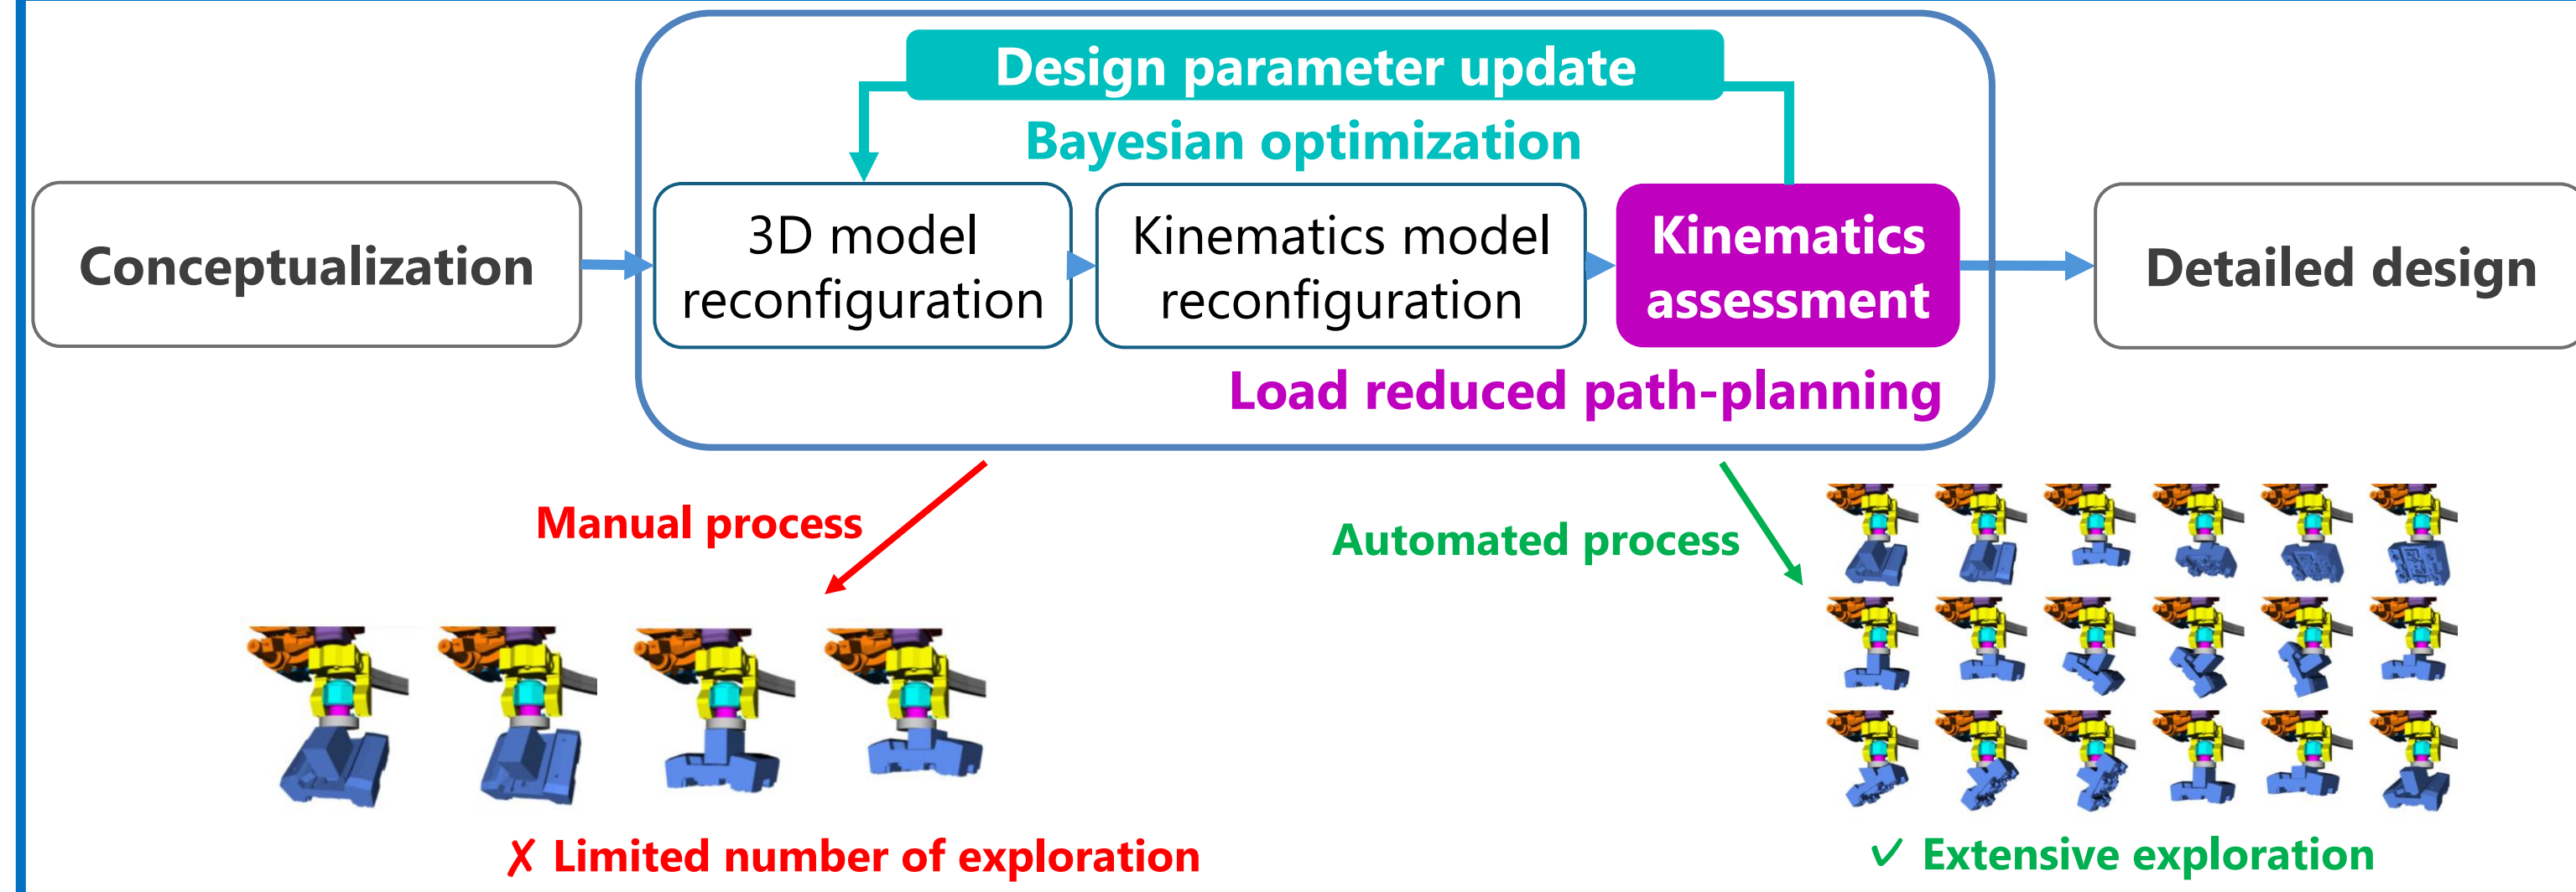 Design parameter update
Bayesian optimization
Conceptualization
3D model
reconfiguration
Kinematics model
reconfiguration
Kinematics
assessment
Detailed design
Load reduced path-planning
Manual process
Automated process
✗ Limited number of exploration
✓ Extensive exploration